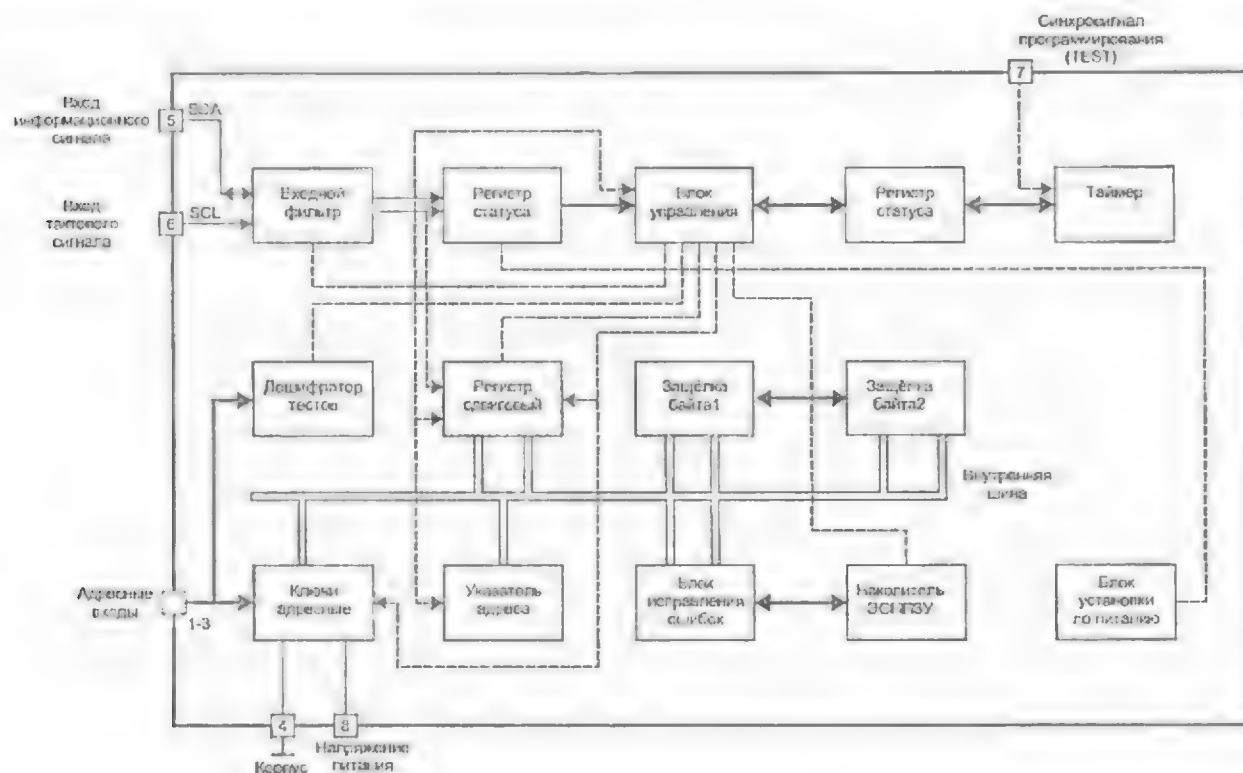 Синхросигнал
программирования
(TEST)
7
Вход
информационного
сигнала
5
SDA
Вход
тактового
сигнала
6
SCL
Входной
фильтр
Регистр
статуса
Блок
управления
Регистр
статуса
Таймер
Дешифратор
тестов
Регистр
сдвиговый
Защёлка
байта1
Защёлка
байта2
Внутренняя
шина
Адресные
входы
1-3
Ключи
адресные
Указатель
адреса
Блок
исправления
ошибок
Накопитель
ЭСППЗУ
Блок
установки
по питанию
4
8
Корпус
Напряжение
питания